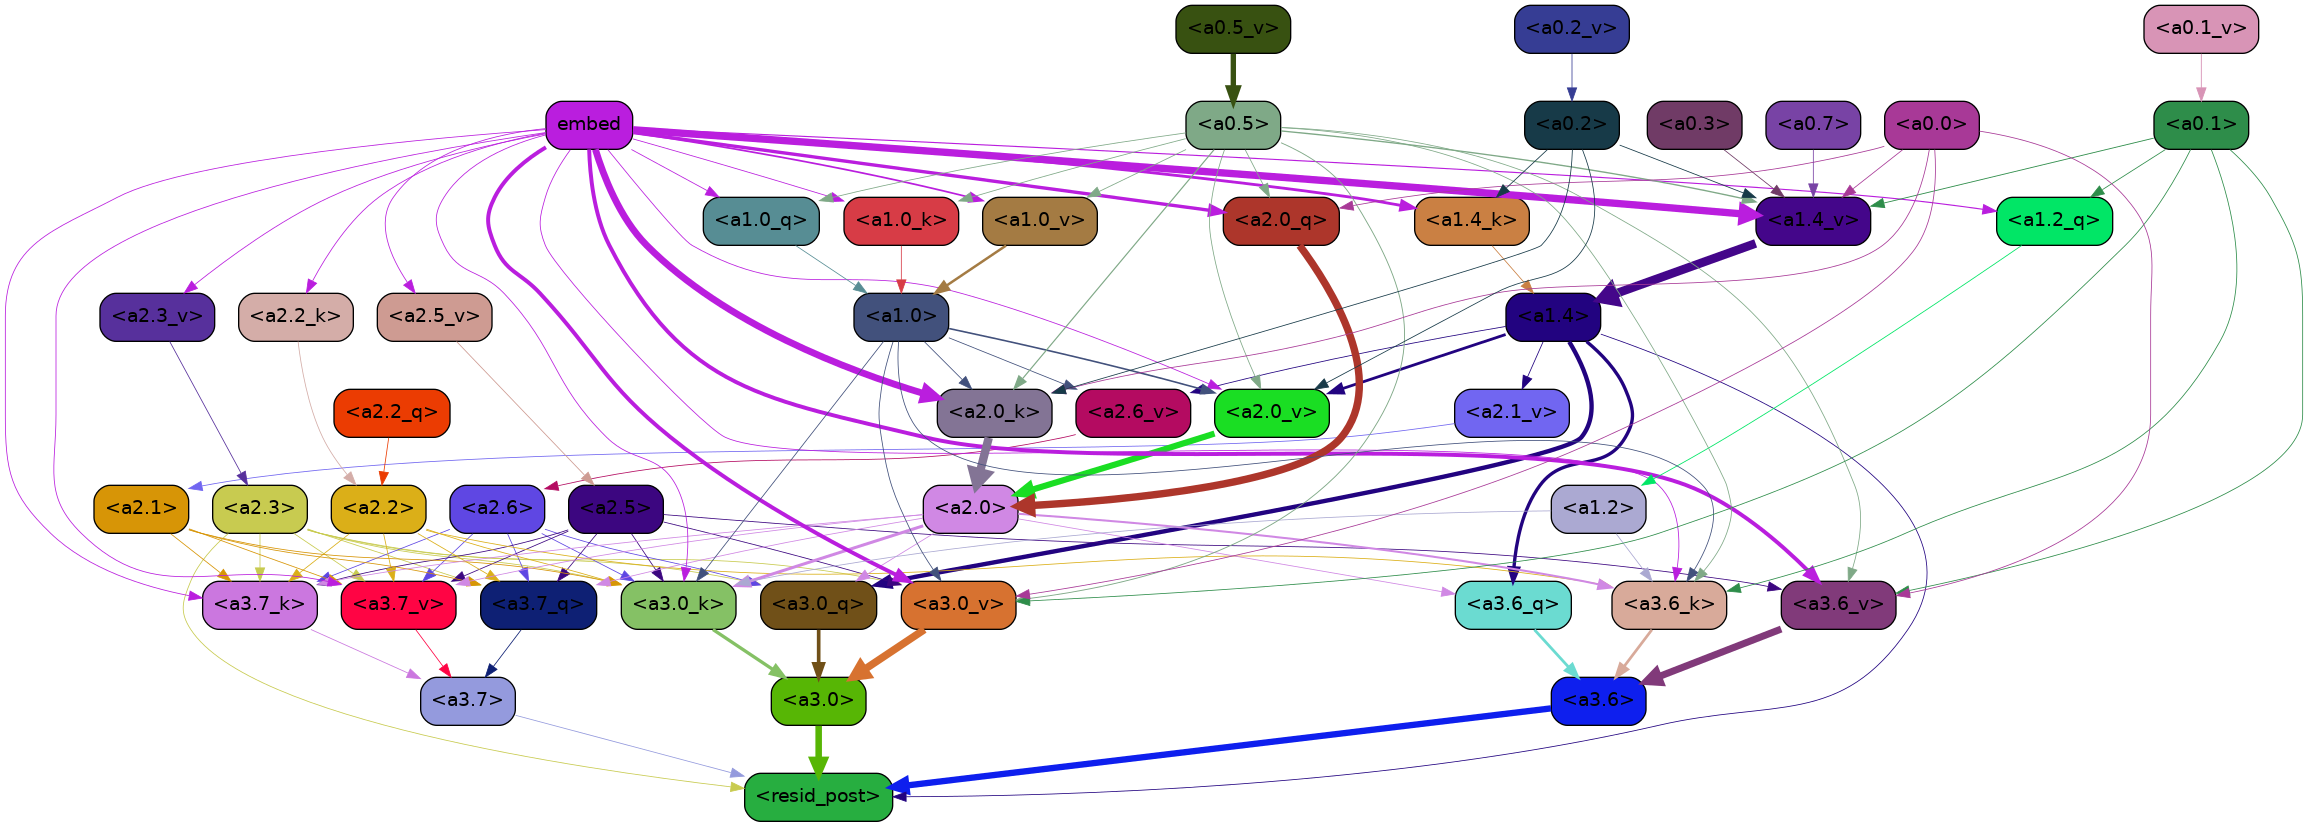 <a0.5_v>
<a0.2_v>
<a0.1_v>
embed
<a0.5>
<a0.2>
<a0.3>
<a0.7>
<a0.0>
<a0.1>
<a1.0_q>
<a1.0_k>
<a1.0_v>
<a2.0_q>
<a1.4_k>
<a1.4_v>
<a1.2_q>
<a2.3_v>
<a2.2_k>
<a2.5_v>
<a1.0>
<a1.4>
<a2.2_q>
<a2.0_k>
<a2.6_v>
<a2.0_v>
<a2.1_v>
<a2.1>
<a2.3>
<a2.2>
<a2.6>
<a2.5>
<a2.0>
<a1.2>
<a3.7_k>
<a3.7_v>
<a3.7_q>
<a3.0_k>
<a3.0_q>
<a3.0_v>
<a3.6_q>
<a3.6_k>
<a3.6_v>
<a3.7>
<a3.0>
<a3.6>
<resid_post>